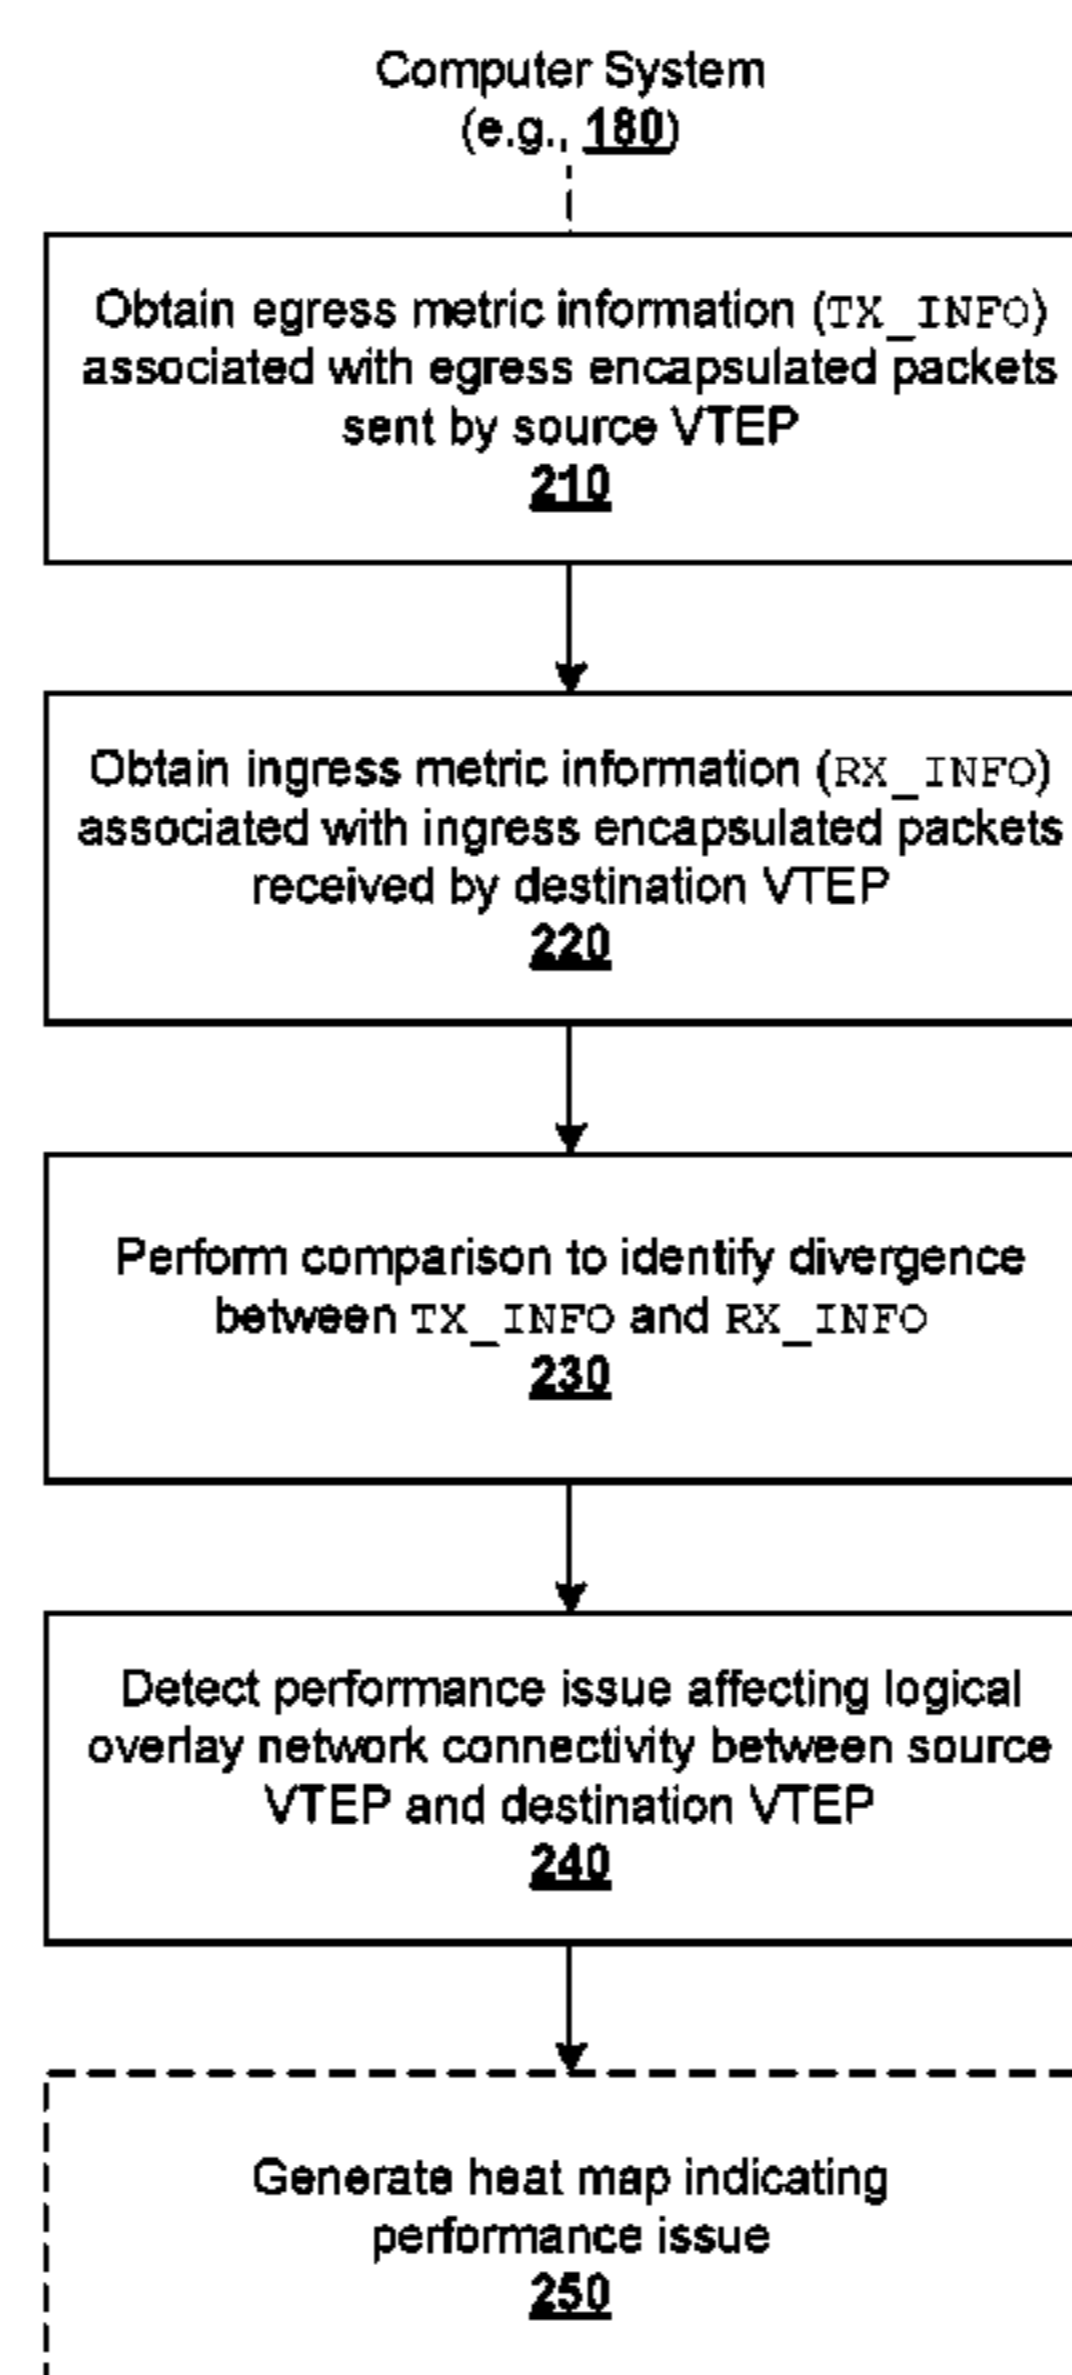 Computer System
(e.g., 180)
Obtain egress metric information (TX_INFO)
associated with egress encapsulated packets
sent by source VTEP
210
Obtain ingress metric information (RX_INFO)
associated with ingress encapsulated packets
received by destination VTEP
220
Perform comparison to identify divergence
between TX_INFO and RX_INFO
230
Detect performance issue affecting logical
overlay network connectivity between source
VTEP and destination VTEP
240
Generate heat map indicating
performance issue
250